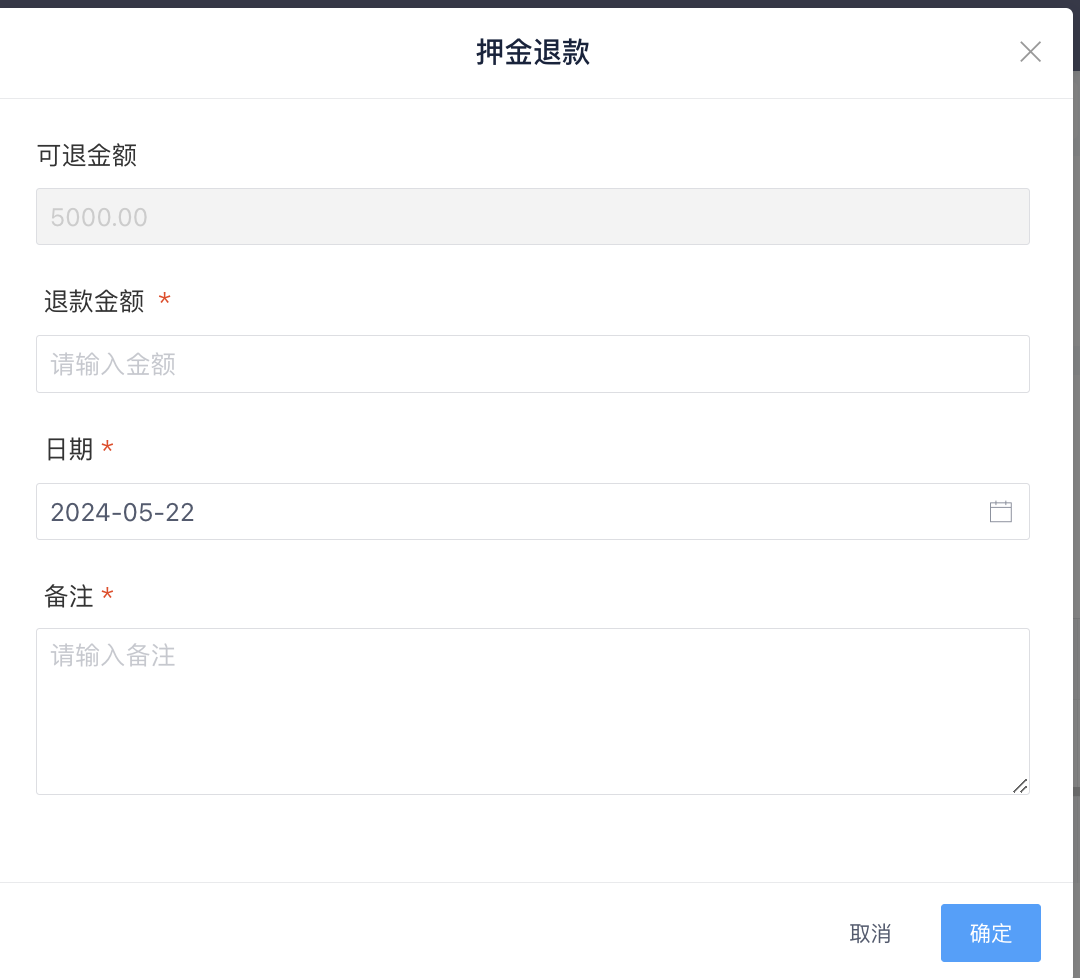 押金退款
可退金额
5000.00
退款金额 *
请输入金额
日期 *
2024-05-22
备注 *
请输入备注
取消 确定